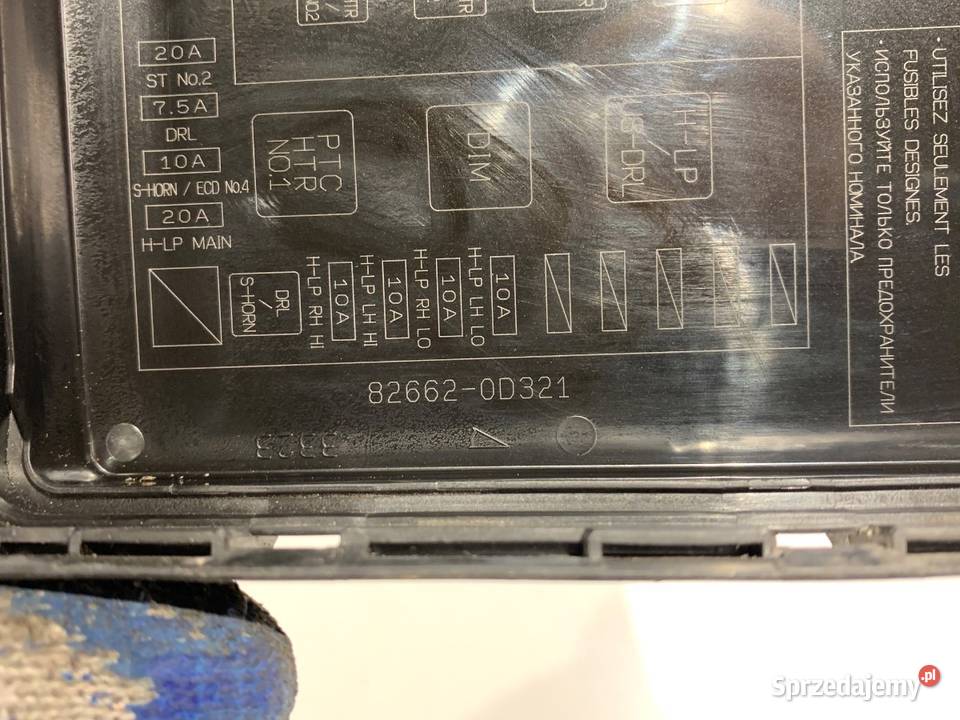 20A
ST No.2
7.5A
DRL
10A
S-HORN / ECD No.4
20A
H-LP MAIN
PTC
HTR
NO.1
DIM
H-LP
/
DRL
/
S-HORN
H-LP RH HI
10A
H-LP LH HI
10A
H-LP RH LO
10A
H-LP LH LO
10A
· UTILISEZ SEULEMENT LES
FUSIBLES DESIGNES.
· ИСПОЛЬЗУЙТЕ ТОЛЬКО ПРЕДОХРАНИТЕЛИ
УКАЗАННОГО НОМИНАЛА.
82662-0D321
Sprzedajemy.pl